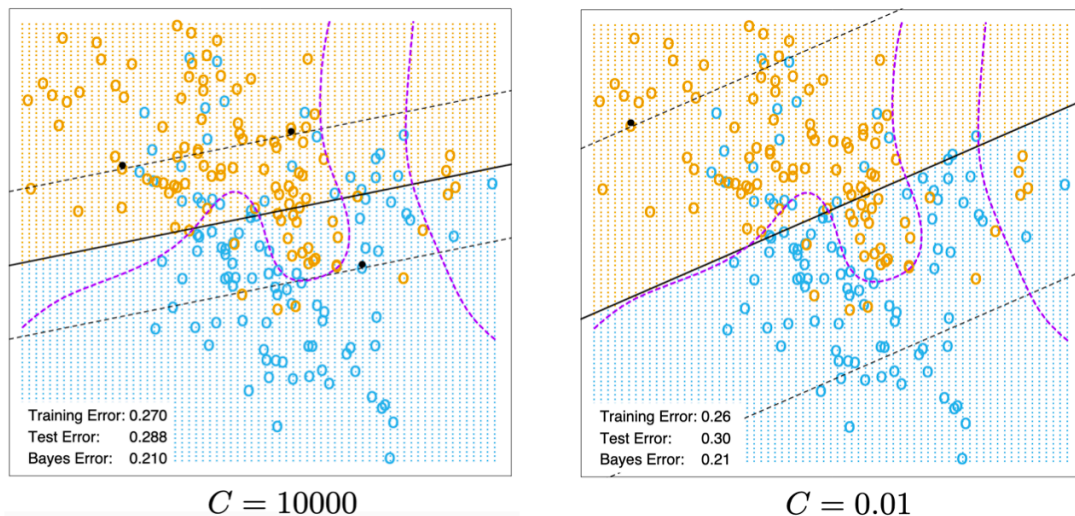 Training Error: 0.270
Test Error: 0.288
Bayes Error: 0.210
C = 10000
Training Error: 0.26
Test Error: 0.30
Bayes Error: 0.21
C = 0.01